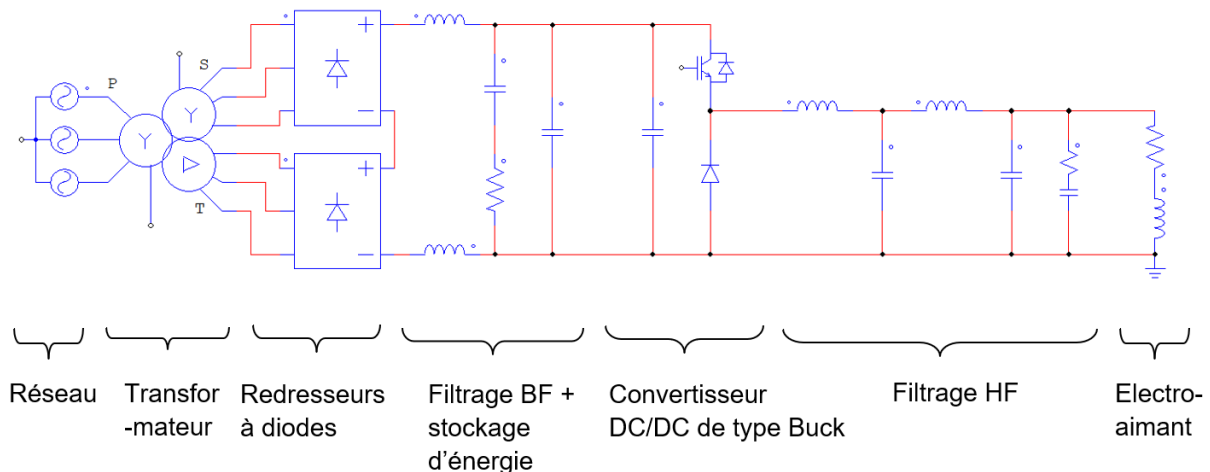 P
S
Y
Y
T
Réseau
Transfor
-mateur
Redresseurs
à diodes
Filtrage BF +
stockage
d'énergie
Convertisseur
DC/DC de type Buck
Filtrage HF
Electro-
aimant